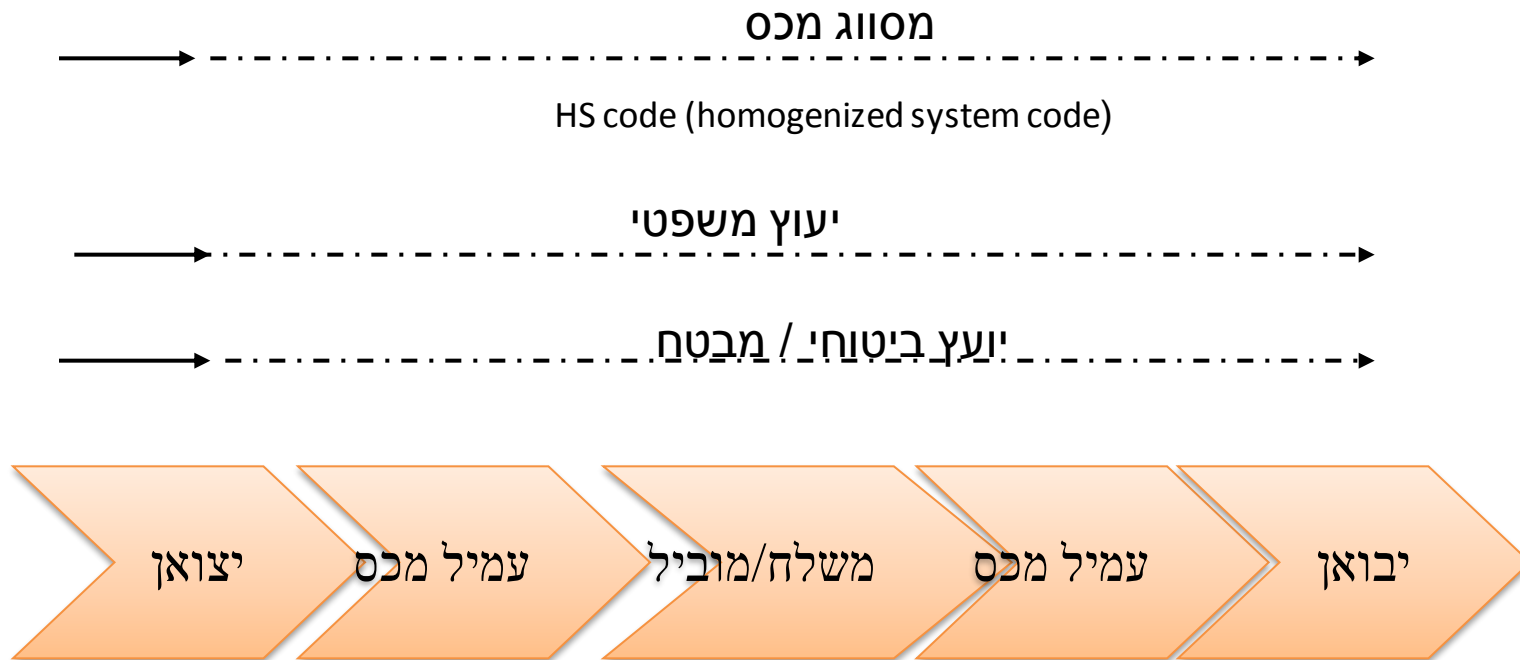 מסווג מכס
HS code (homogenized system code)
יעוץ משפטי
יועץ ביטוחי / מבטח
יצואן
עמיל מכס
משלח/מוביל
עמיל מכס
יבואן